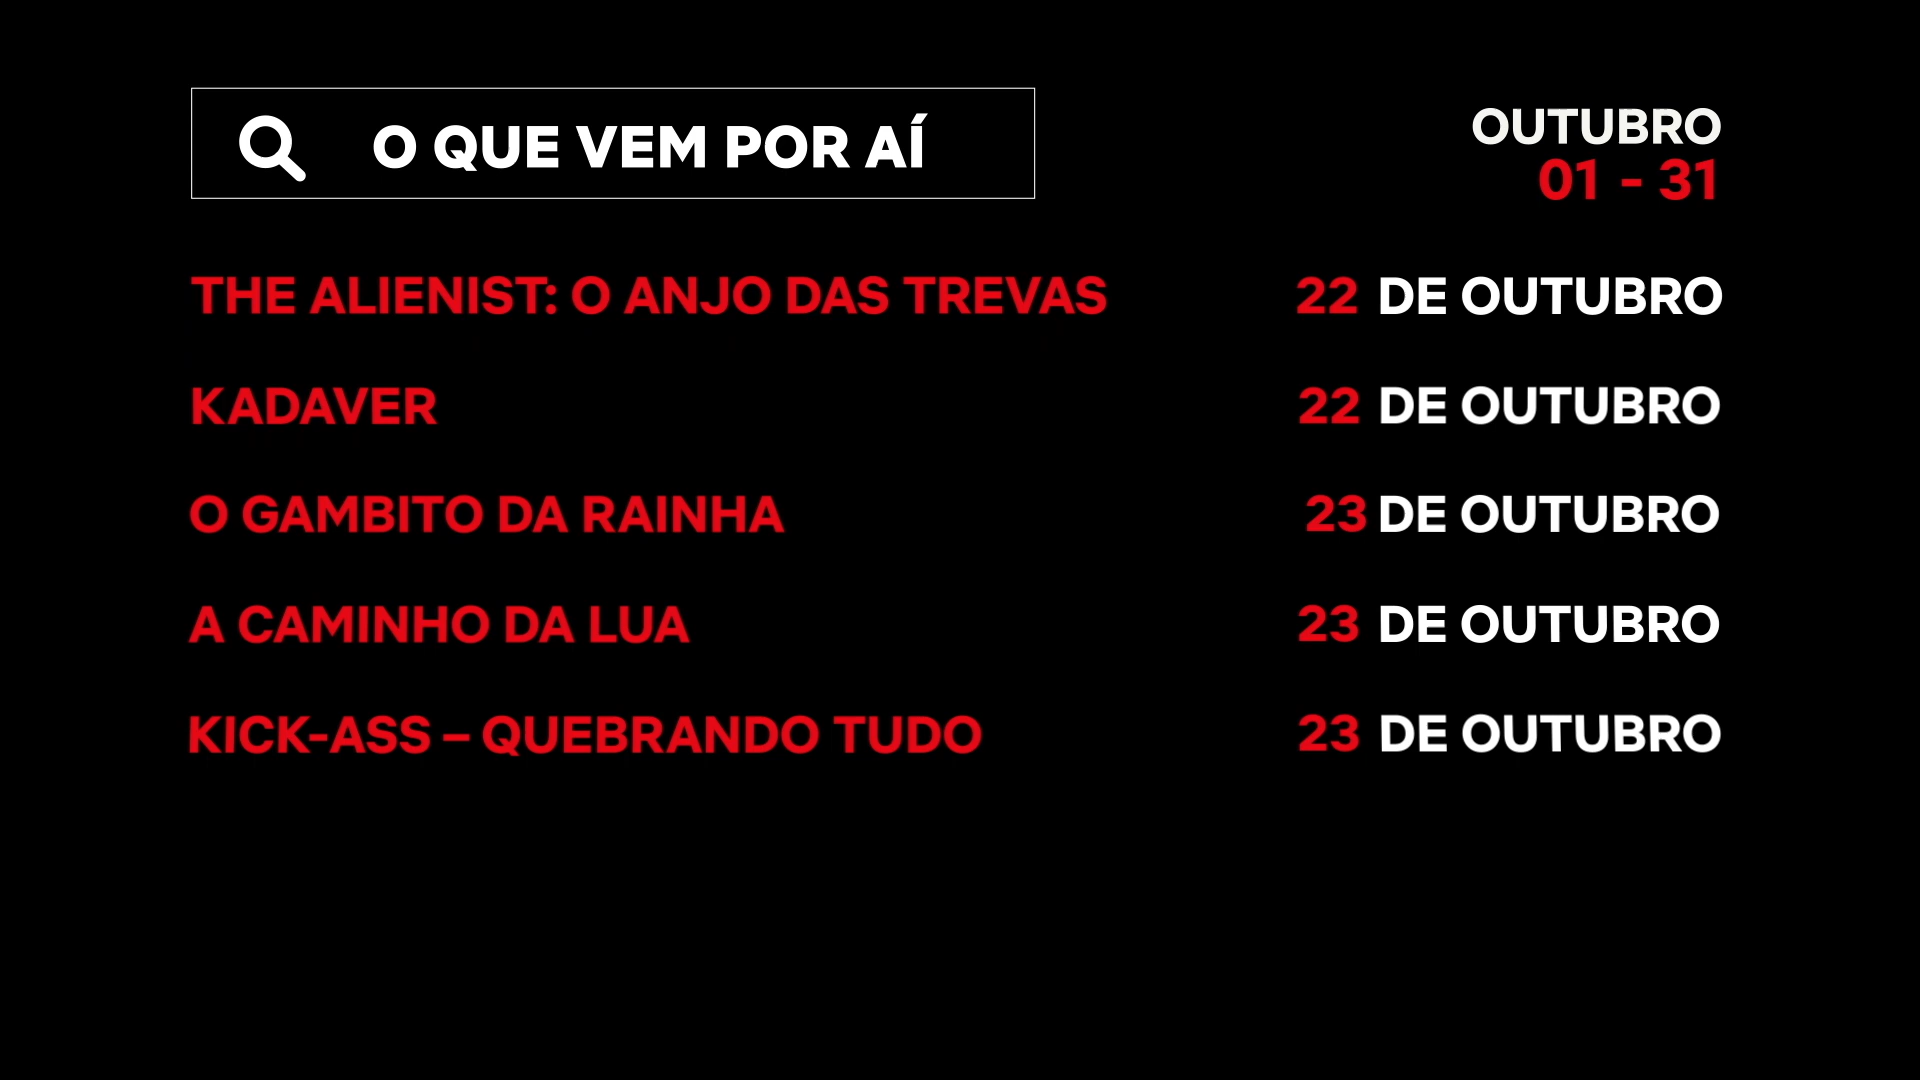 O QUE VEM POR AÍ
OUTUBRO
01 - 31
THE ALIENIST: O ANJO DAS TREVAS 22 DE OUTUBRO
KADAVER 22 DE OUTUBRO
O GAMBITO DA RAINHA 23 DE OUTUBRO
A CAMINHO DA LUA 23 DE OUTUBRO
KICK-ASS – QUEBRANDO TUDO 23 DE OUTUBRO